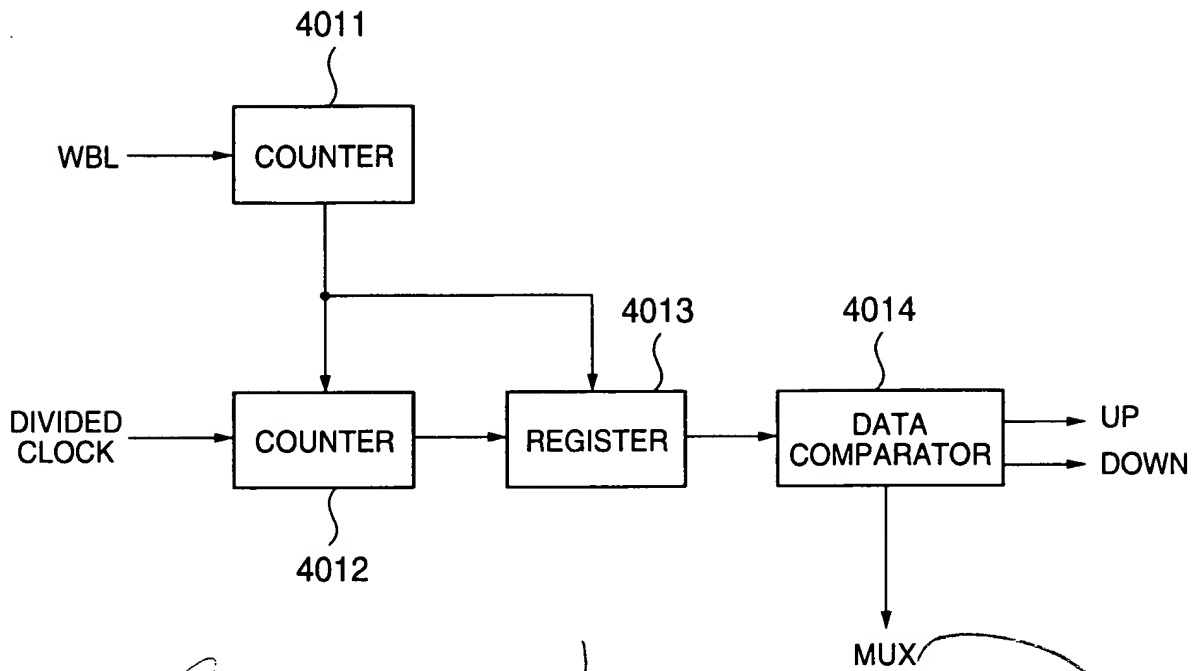 4011
WBL
COUNTER
4013
4014
DIVIDED
CLOCK
COUNTER
REGISTER
DATA
COMPARATOR
UP
DOWN
4012
MUX